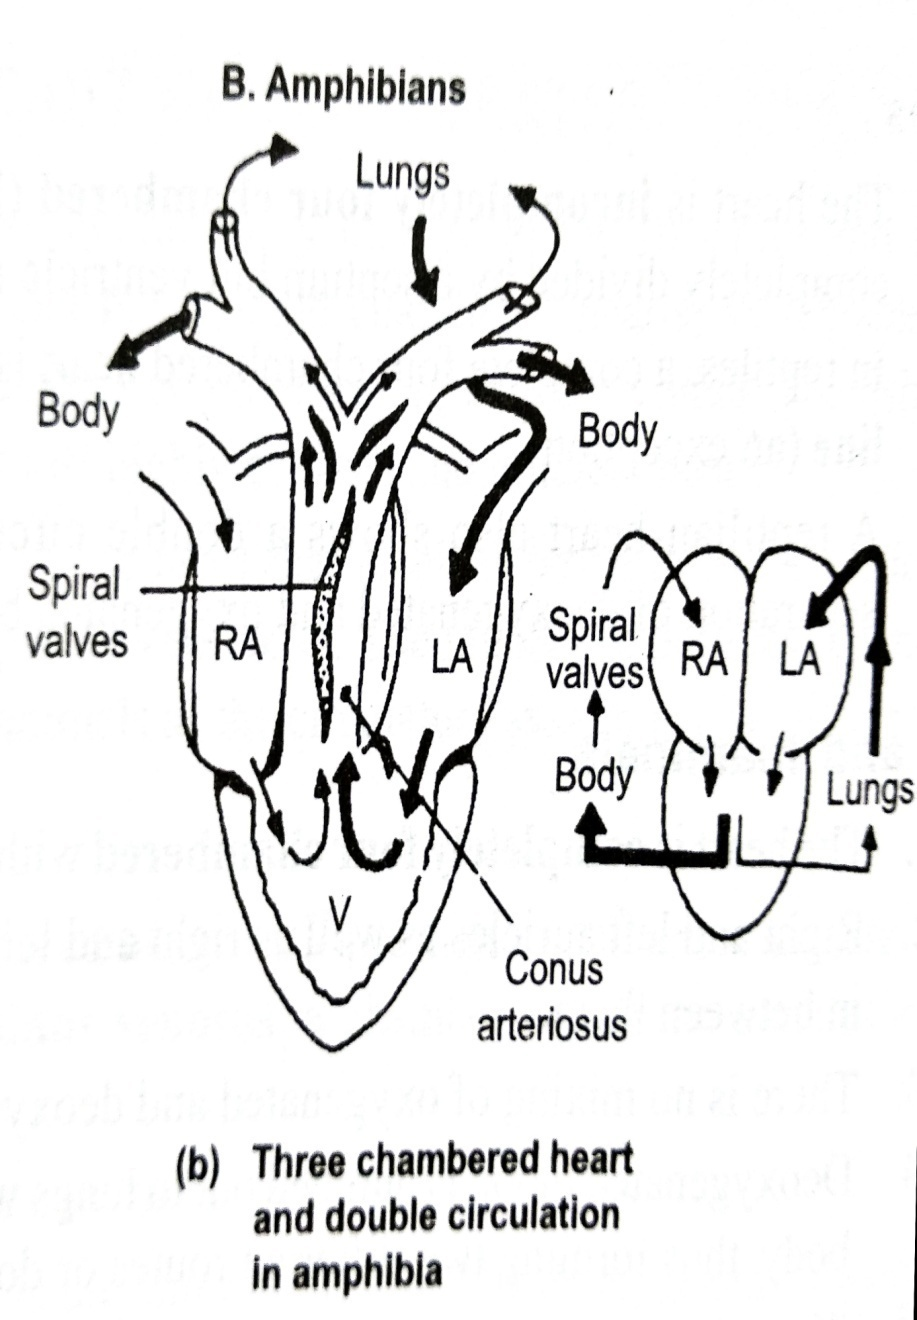 B. Amphibians
Lungs
Body
Body
Spiral
valves
RA
LA
V
Conus
arteriosus
Spiral
valves
RA
LA
Body
Lungs
(b) Three chambered heart
and double circulation
in amphibia